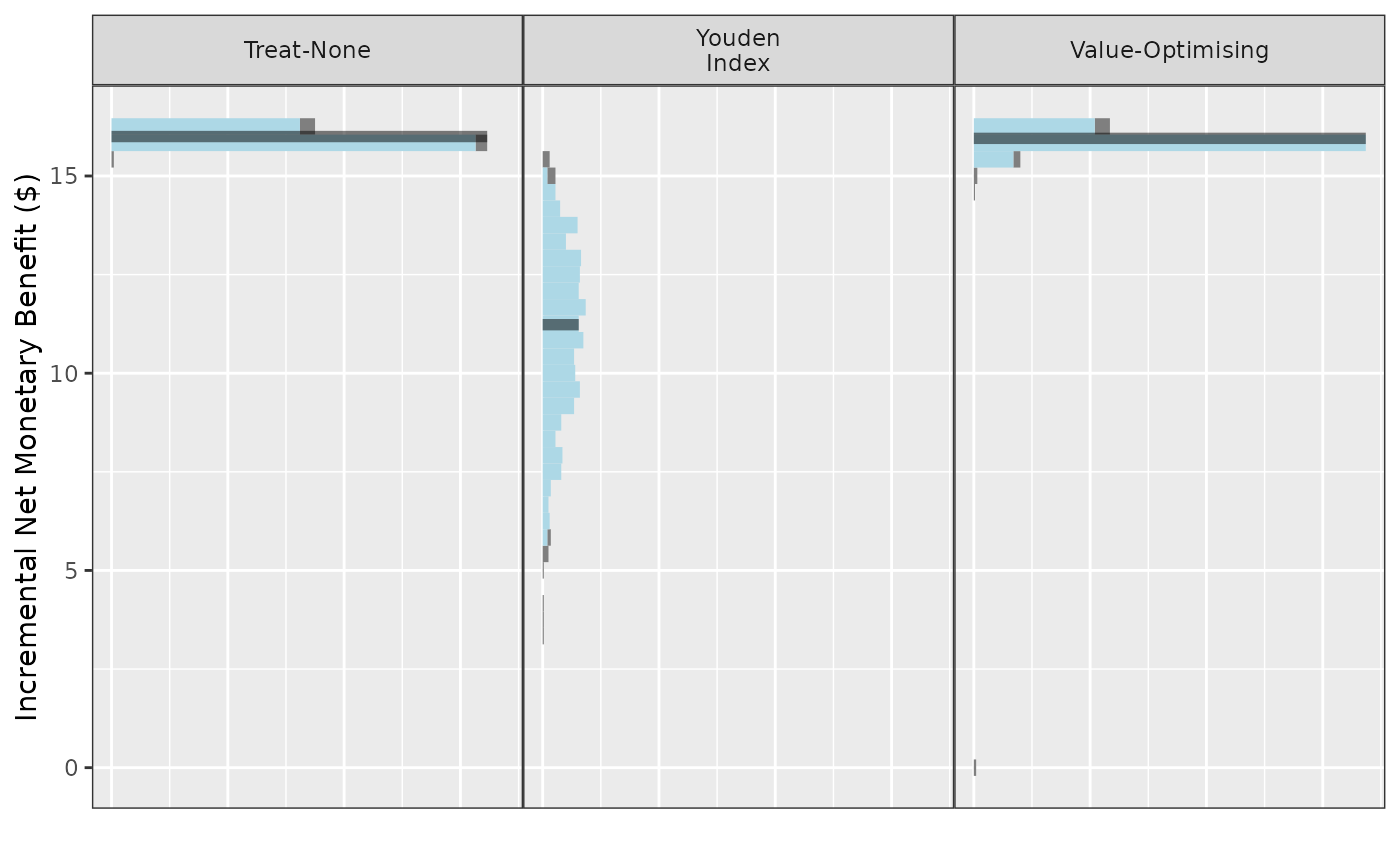 Treat-None
Youden
Index
Value-Optimising
Incremental Net Monetary Benefit ($)
15
10
5
0